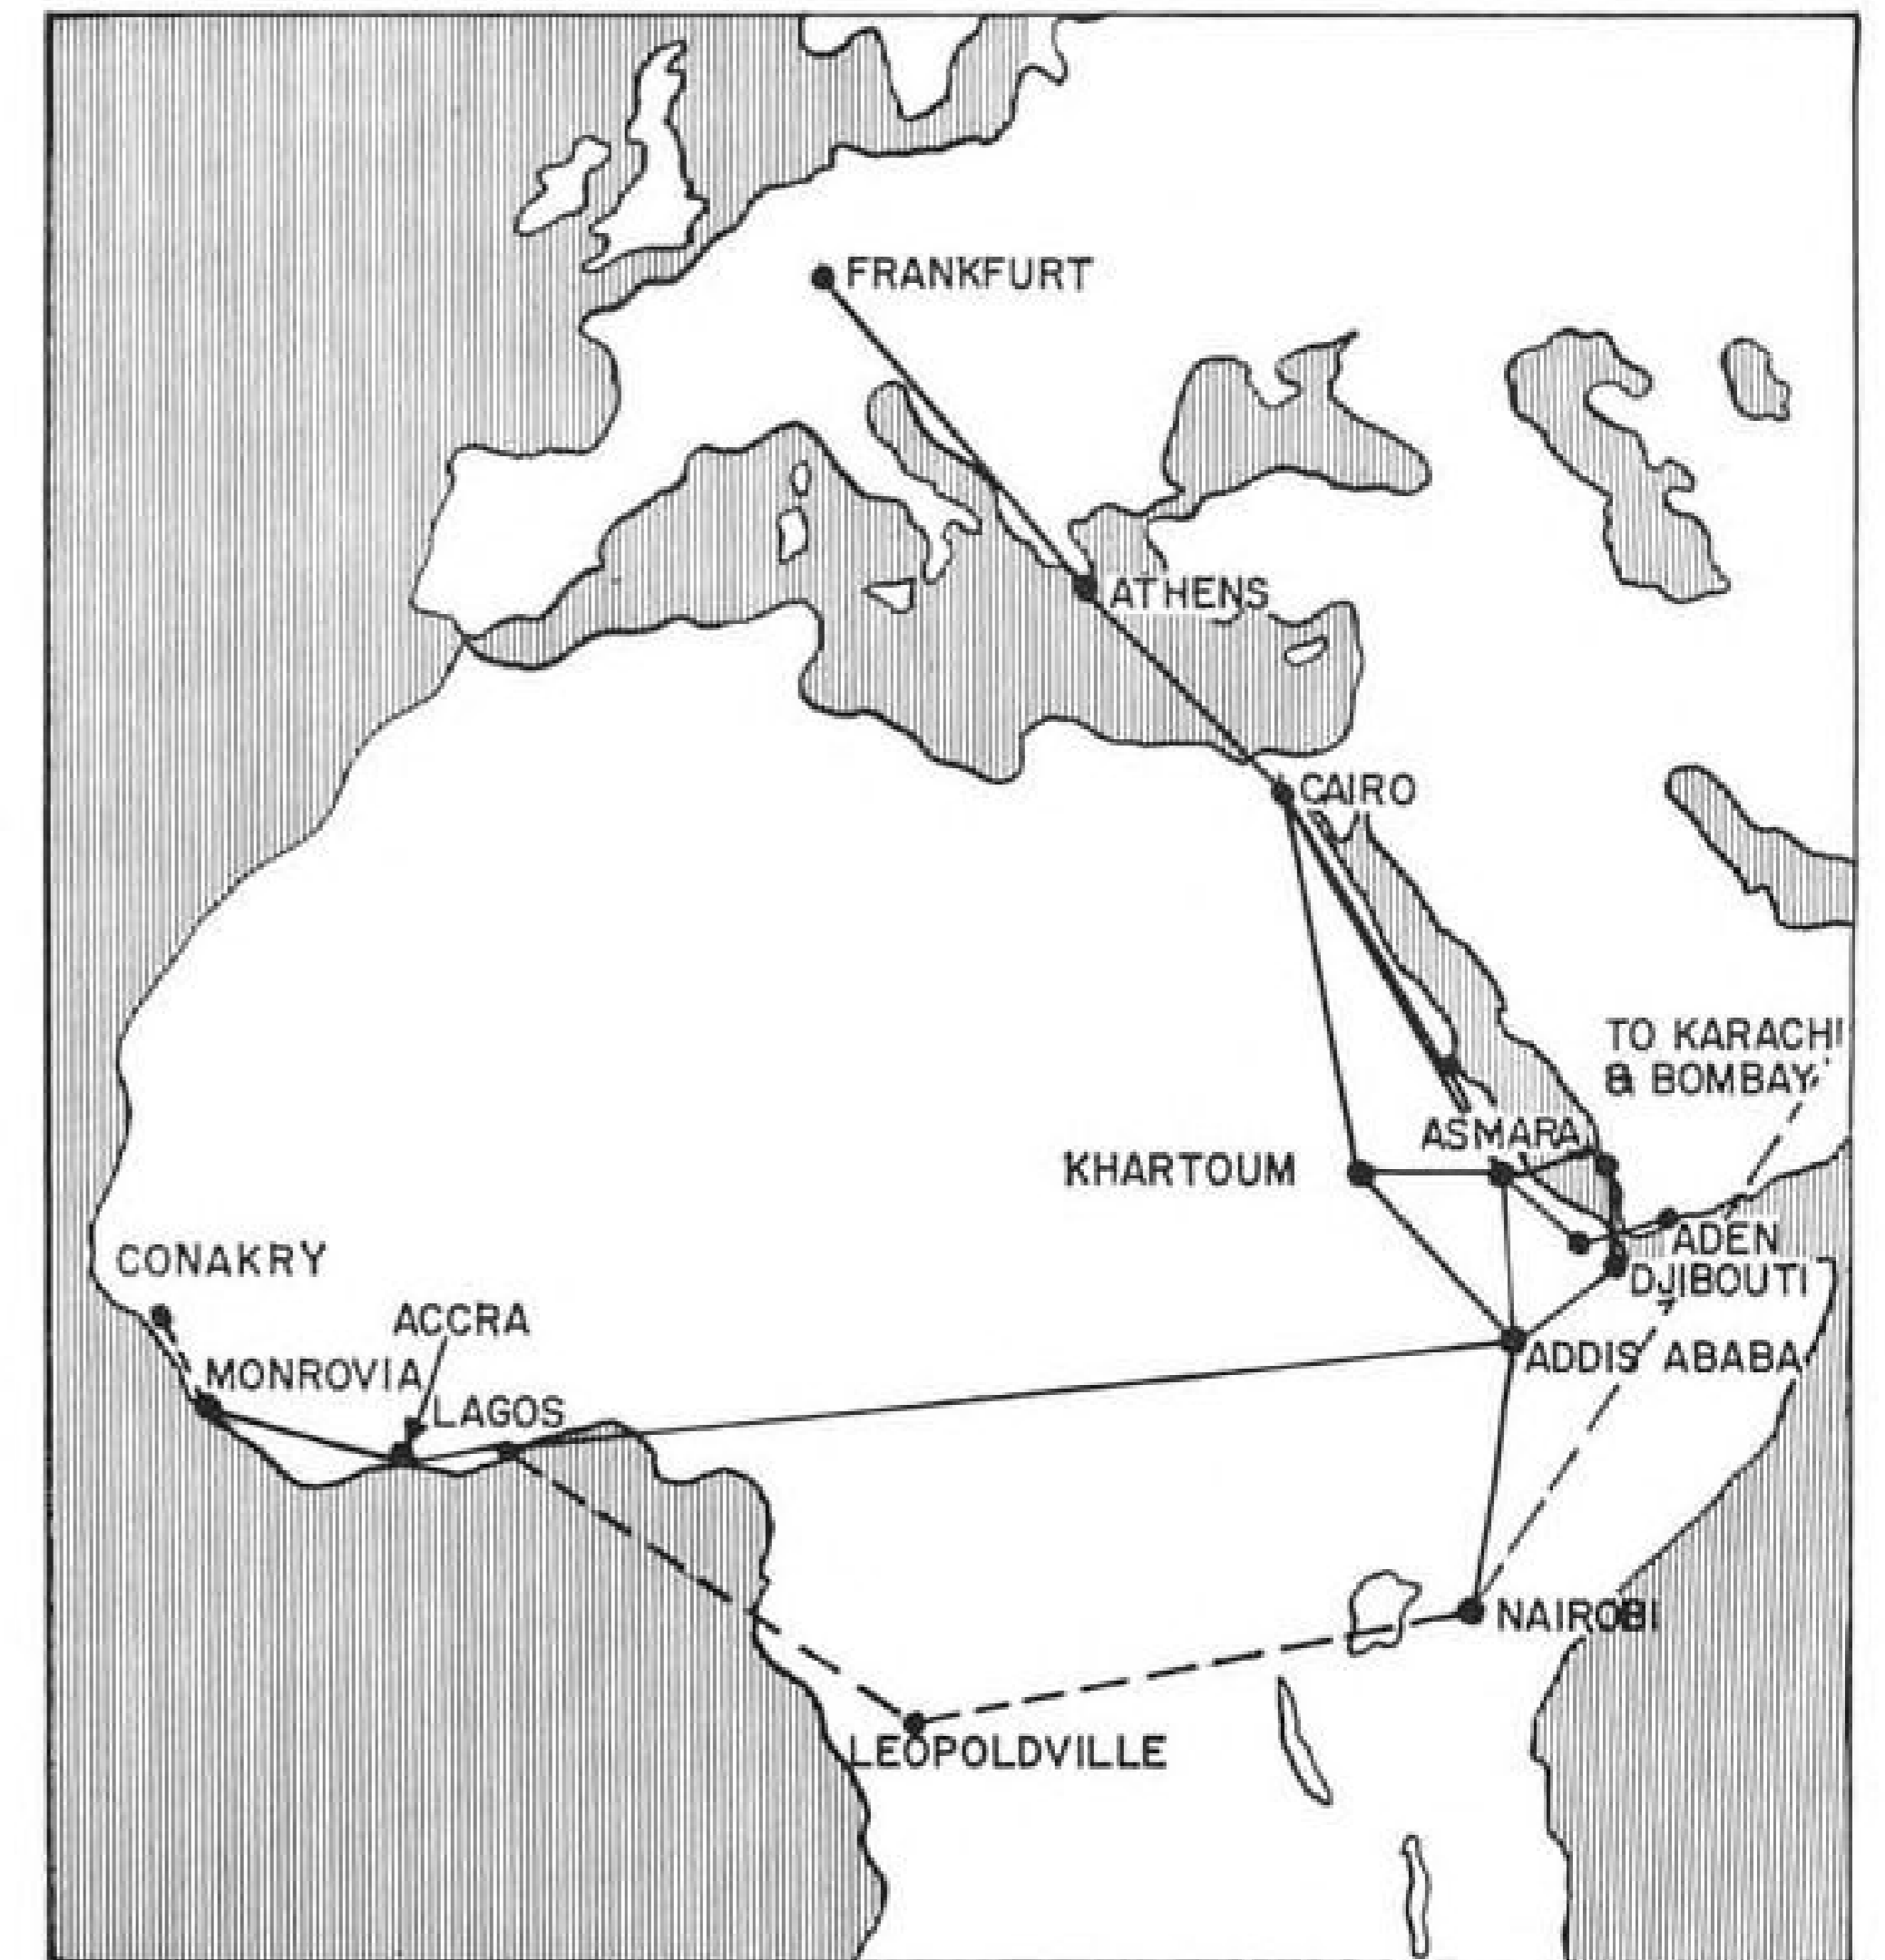 FRANKFURT
ATHENS
CAIRO
TO KARACHI
& BOMBAY
ASMARA
KHARTOUM
ADEN
DJIBOUTI
CONAKRY
ACCRA
MONROVIA
LAGOS
ADDIS ABABA
NAIROBI
LEOPOLDVILLE